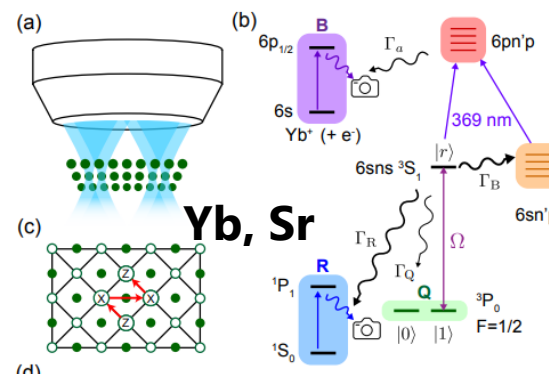 (a)
(b)
B
6p1/2
6s
Yb⁺ (+ e⁻)
Γa
6pn'p
369 nm
|r⟩
6sns ³S₁
ΓB
6sn'p
Yb, Sr
(c)
Z
X X
Z
ΓR
ΓQ
Ω
R
¹P₁
¹S₀
Q
³P₀
F=1/2
|0⟩ |1⟩
(d)